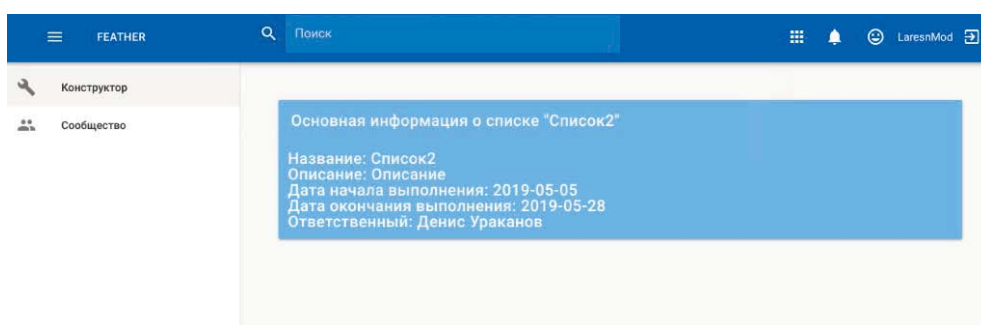 FEATHER
Поиск
LaresnMod
Конструктор
Сообщество
Основная информация о списке "Список2"
Название: Список2
Описание: Описание
Дата начала выполнения: 2019-05-05
Дата окончания выполнения: 2019-05-28
Ответственный: Денис Ураканов